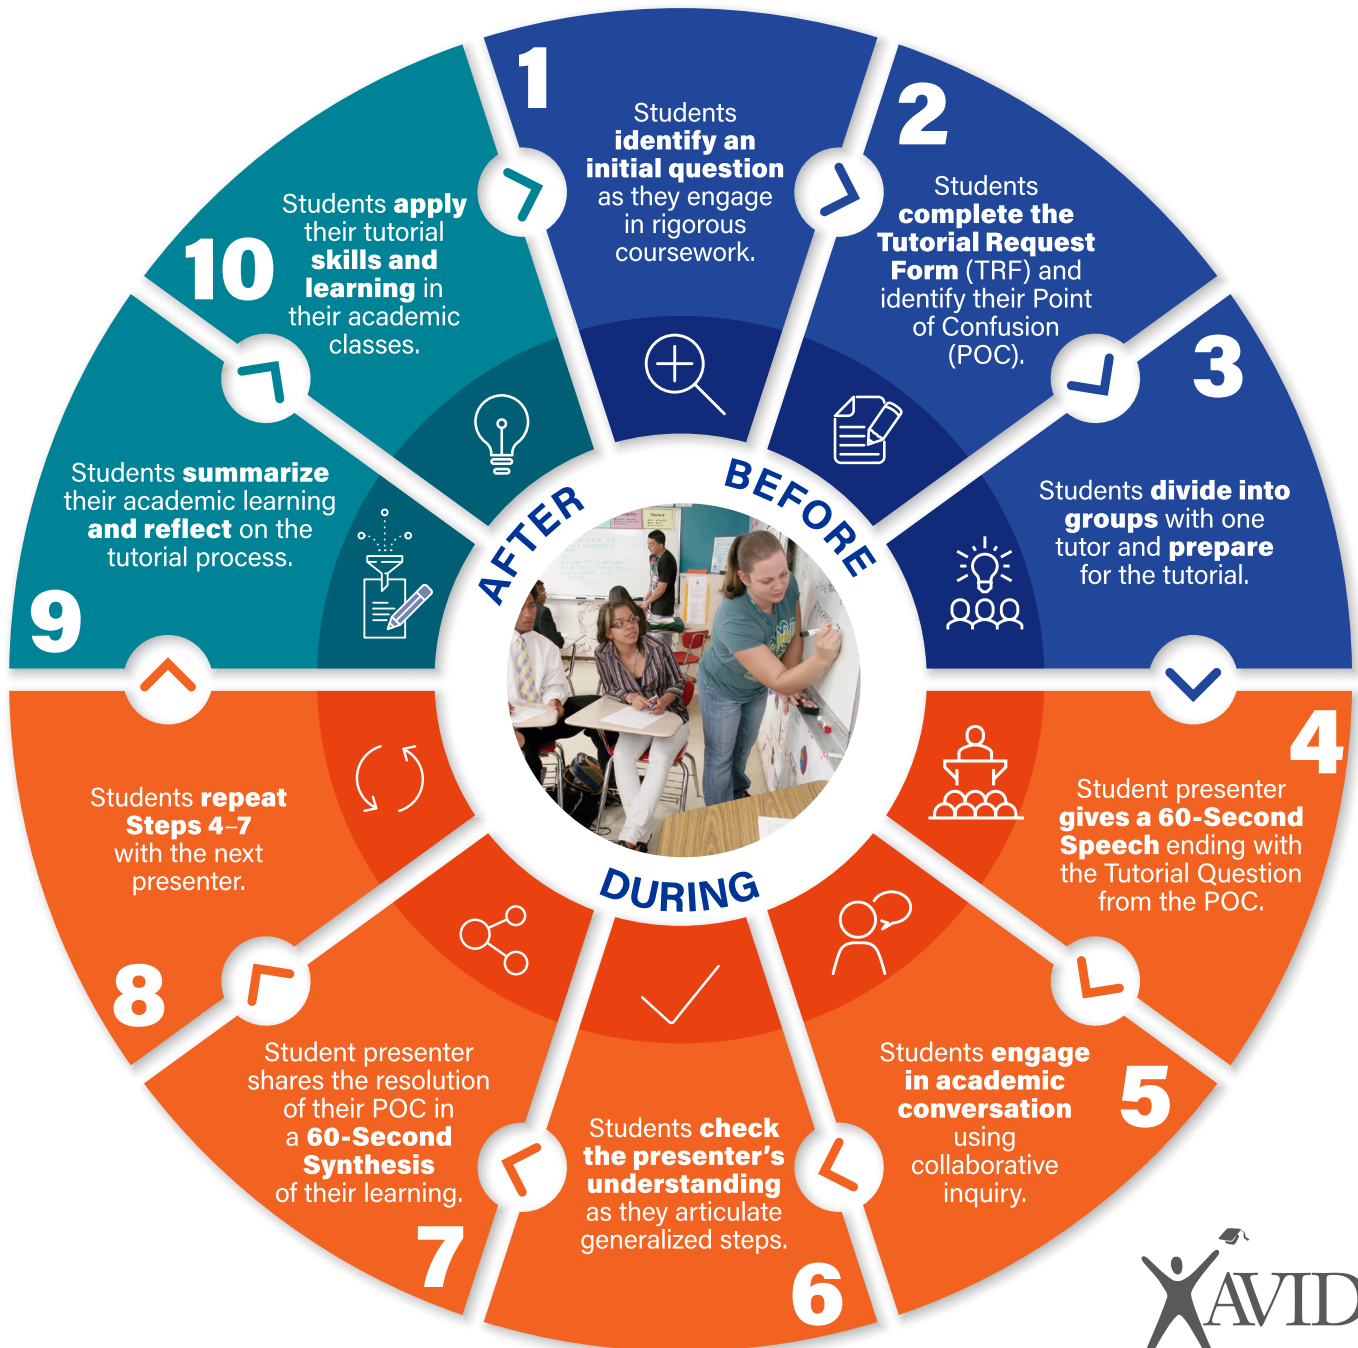 1
Students
identify an
initial question
as they engage
in rigorous
coursework.
2
Students
complete the
Tutorial Request
Form (TRF) and
identify their Point
of Confusion
(POC).
3
Students divide into
groups with one
tutor and prepare
for the tutorial.
4
Student presenter
gives a 60-Second
Speech ending with
the Tutorial Question
from the POC.
5
Students engage
in academic
conversation
using
collaborative
inquiry.
6
Students check
the presenter's
understanding
as they articulate
generalized steps.
7
Student presenter
shares the resolution
of their POC in
a 60-Second
Synthesis
of their learning.
8
Students repeat
Steps 4–7
with the next
presenter.
9
Students summarize
their academic learning
and reflect on the
tutorial process.
10
Students apply
their tutorial
skills and
learning in
their academic
classes.
BEFORE
DURING
AFTER
AVID